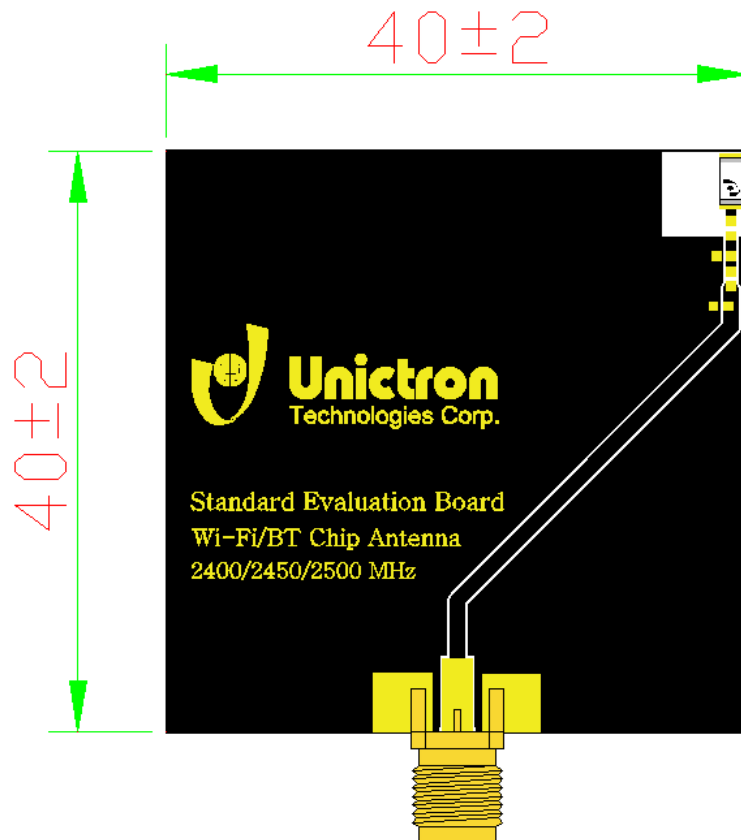 40±2
40±2
Unictron
Technologies Corp.
Standard Evaluation Board
Wi-Fi/BT Chip Antenna
2400/2450/2500 MHz